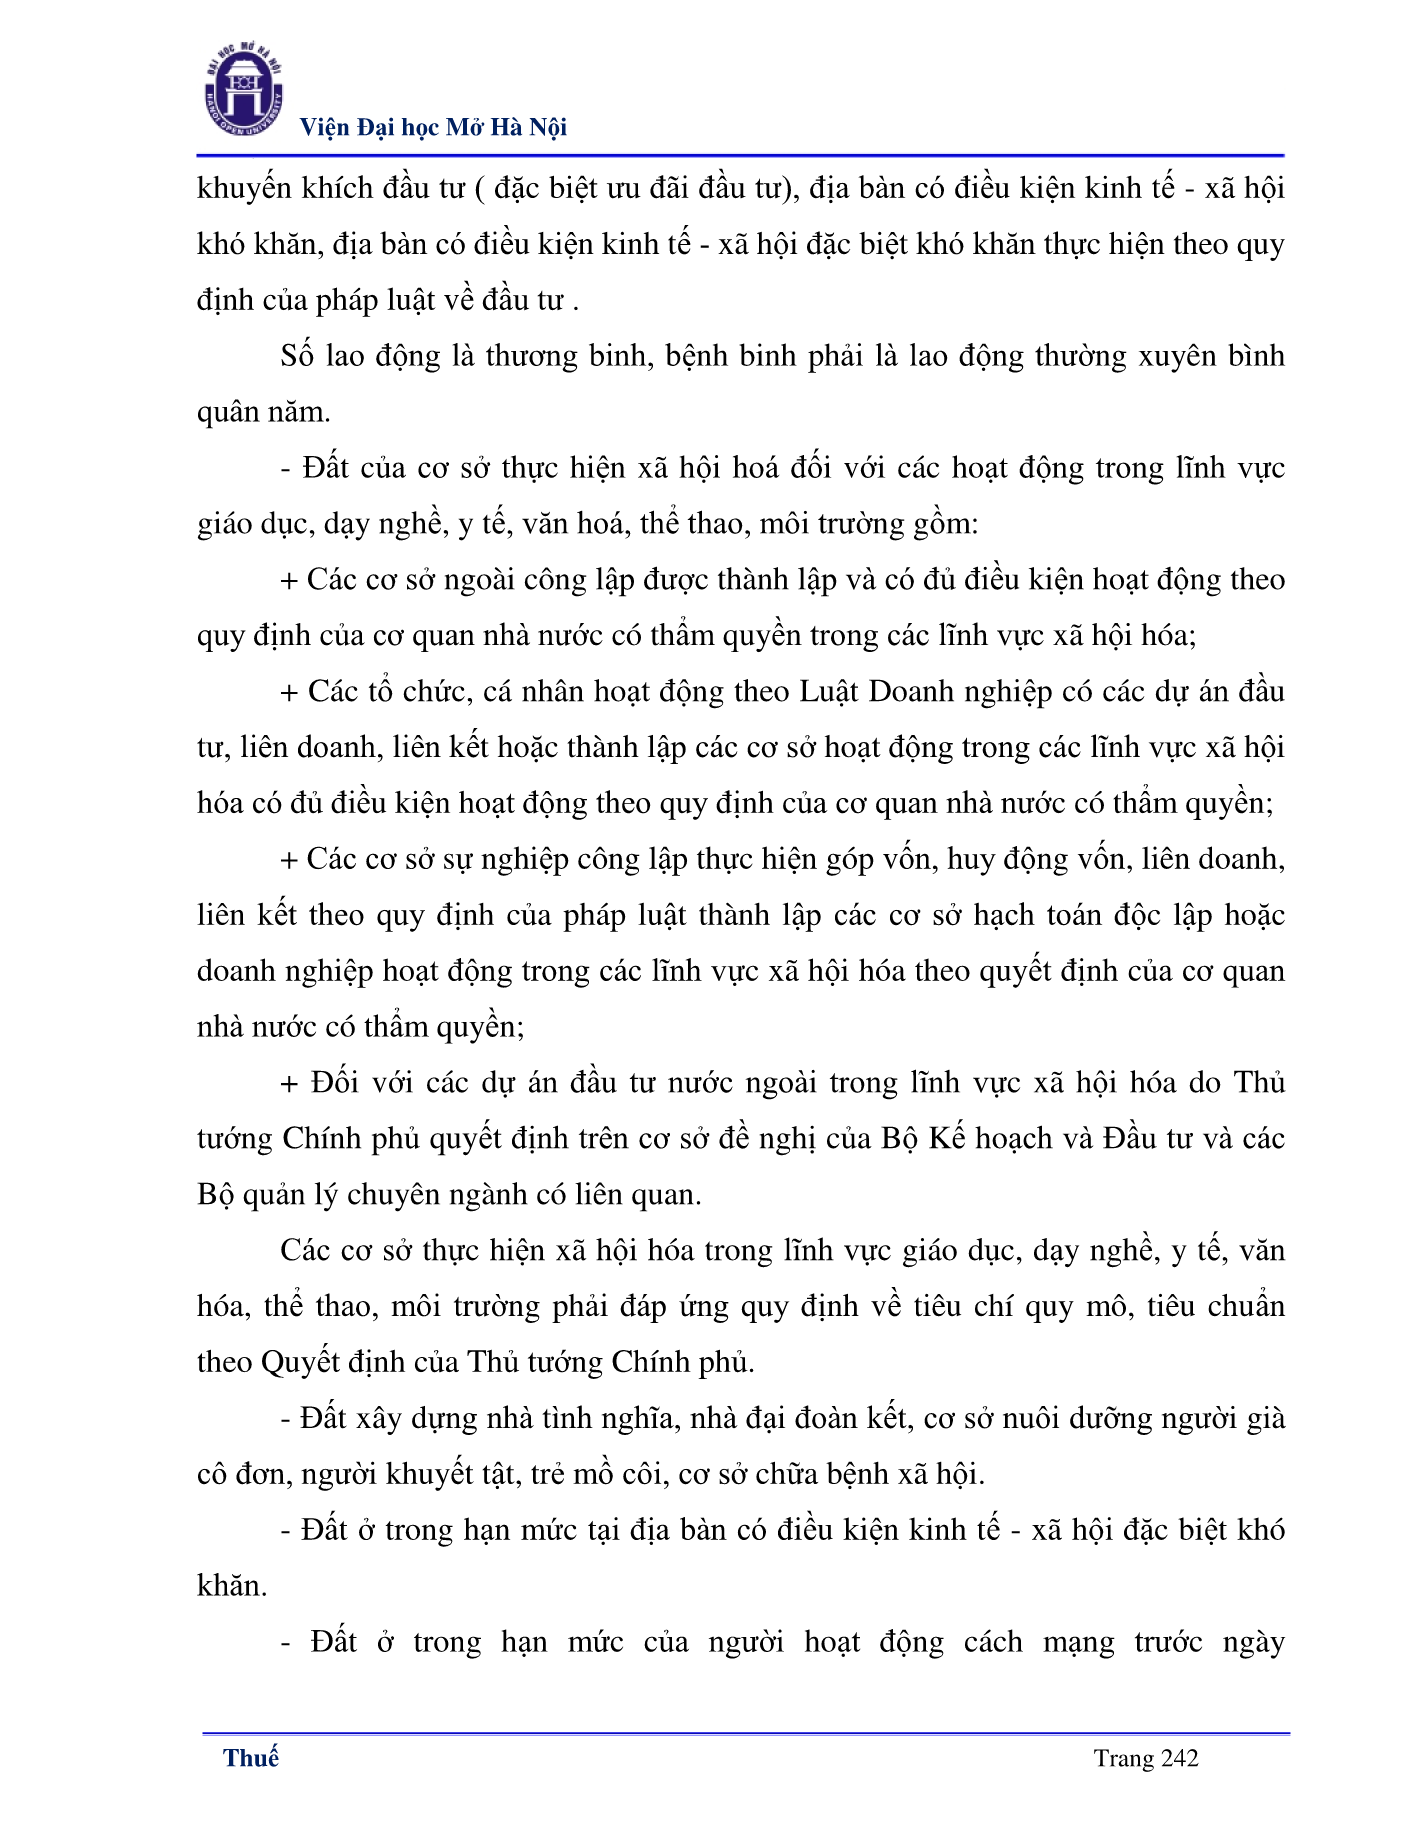 ĐẠI HỌC MỞ HÀ NỘI
HANOI OPEN UNIVERSITY
Viện Đại học Mở Hà Nội
khuyến khích đầu tư ( đặc biệt ưu đãi đầu tư), địa bàn có điều kiện kinh tế - xã hội
khó khăn, địa bàn có điều kiện kinh tế - xã hội đặc biệt khó khăn thực hiện theo quy
định của pháp luật về đầu tư .
Số lao động là thương binh, bệnh binh phải là lao động thường xuyên bình
quân năm.
- Đất của cơ sở thực hiện xã hội hoá đối với các hoạt động trong lĩnh vực
giáo dục, dạy nghề, y tế, văn hoá, thể thao, môi trường gồm:
+ Các cơ sở ngoài công lập được thành lập và có đủ điều kiện hoạt động theo
quy định của cơ quan nhà nước có thẩm quyền trong các lĩnh vực xã hội hóa;
+ Các tổ chức, cá nhân hoạt động theo Luật Doanh nghiệp có các dự án đầu
tư, liên doanh, liên kết hoặc thành lập các cơ sở hoạt động trong các lĩnh vực xã hội
hóa có đủ điều kiện hoạt động theo quy định của cơ quan nhà nước có thẩm quyền;
+ Các cơ sở sự nghiệp công lập thực hiện góp vốn, huy động vốn, liên doanh,
liên kết theo quy định của pháp luật thành lập các cơ sở hạch toán độc lập hoặc
doanh nghiệp hoạt động trong các lĩnh vực xã hội hóa theo quyết định của cơ quan
nhà nước có thẩm quyền;
+ Đối với các dự án đầu tư nước ngoài trong lĩnh vực xã hội hóa do Thủ
tướng Chính phủ quyết định trên cơ sở đề nghị của Bộ Kế hoạch và Đầu tư và các
Bộ quản lý chuyên ngành có liên quan.
Các cơ sở thực hiện xã hội hóa trong lĩnh vực giáo dục, dạy nghề, y tế, văn
hóa, thể thao, môi trường phải đáp ứng quy định về tiêu chí quy mô, tiêu chuẩn
theo Quyết định của Thủ tướng Chính phủ.
- Đất xây dựng nhà tình nghĩa, nhà đại đoàn kết, cơ sở nuôi dưỡng người già
cô đơn, người khuyết tật, trẻ mồ côi, cơ sở chữa bệnh xã hội.
- Đất ở trong hạn mức tại địa bàn có điều kiện kinh tế - xã hội đặc biệt khó
khăn.
- Đất ở trong hạn mức của người hoạt động cách mạng trước ngày
Thuế
Trang 242